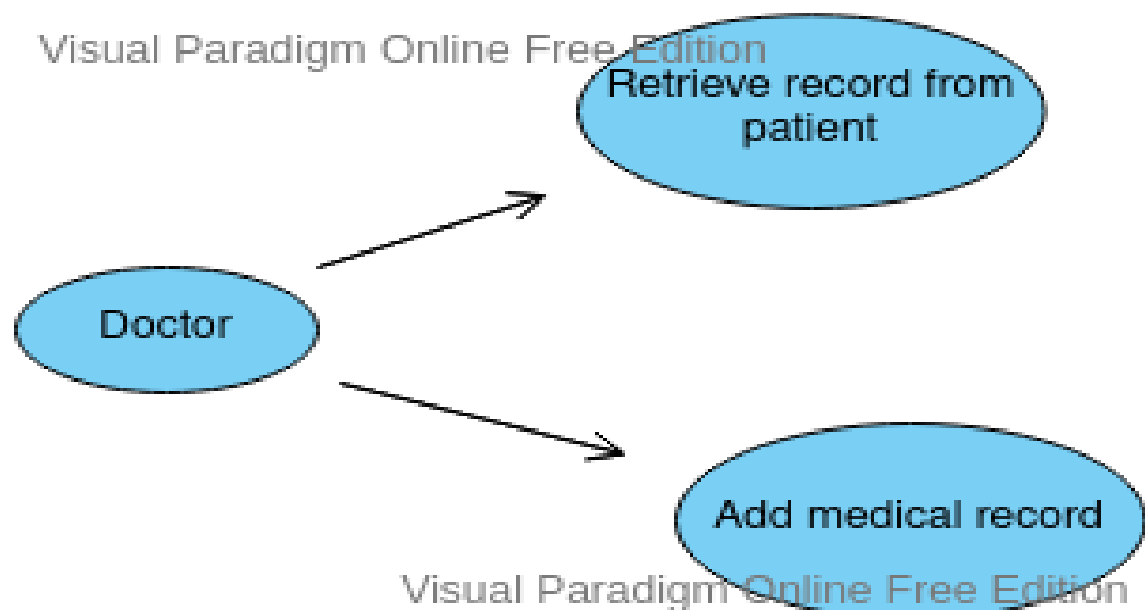 Visual Paradigm Online Free Edition
Retrieve record from
patient
Doctor
Add medical record
Visual Paradigm Online Free Edition